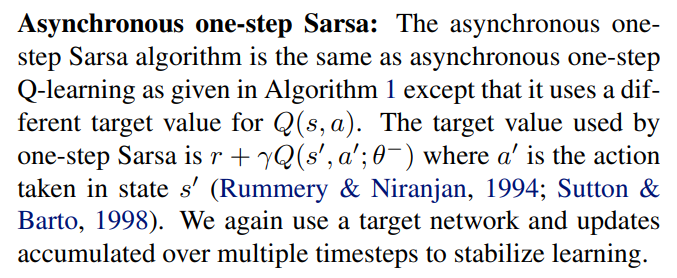 Asynchronous one-step Sarsa: The asynchronous one-
step Sarsa algorithm is the same as asynchronous one-step
Q-learning as given in Algorithm 1 except that it uses a dif-
ferent target value for Q(s, a). The target value used by
one-step Sarsa is r + γQ(s′, a′; θ⁻) where a′ is the action
taken in state s′ (Rummery & Niranjan, 1994; Sutton &
Barto, 1998). We again use a target network and updates
accumulated over multiple timesteps to stabilize learning.